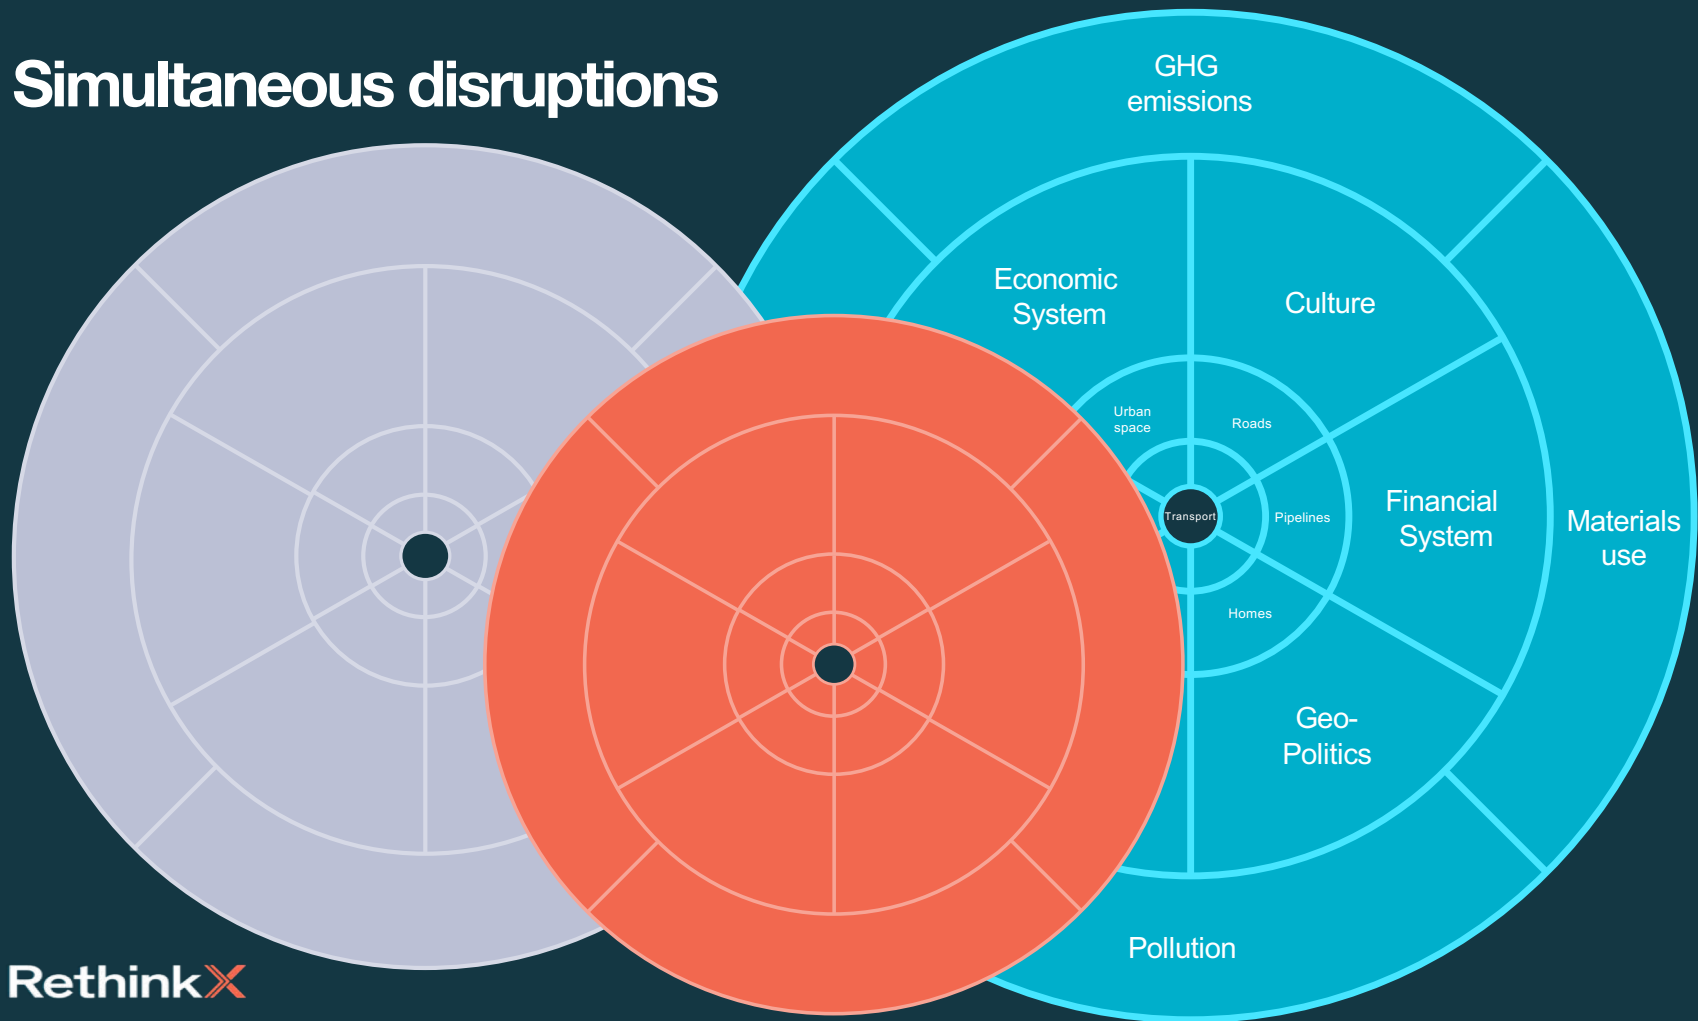 Simultaneous disruptions
GHG
emissions
Economic
System
Culture
Urban
space
Roads
Transport
Pipelines
Financial
System
Materials
use
Homes
Geo-
Politics
Pollution
RethinkX